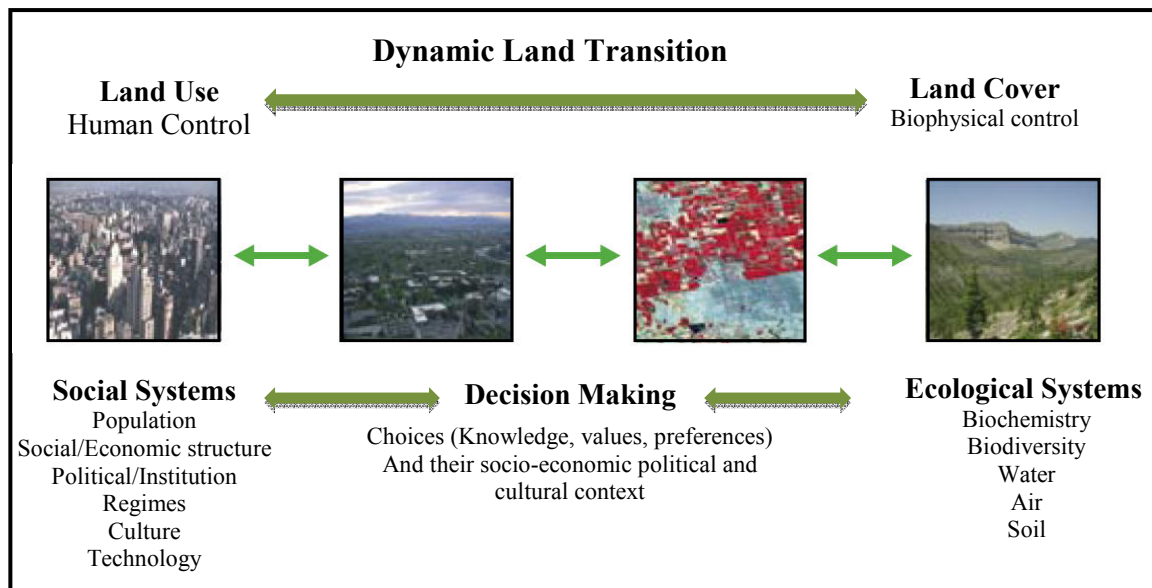 Dynamic Land Transition
Land Use
Human Control
Land Cover
Biophysical control
Social Systems
Population
Social/Economic structure
Political/Institution
Regimes
Culture
Technology
Decision Making
Choices (Knowledge, values, preferences)
And their socio-economic political and
cultural context
Ecological Systems
Biochemistry
Biodiversity
Water
Air
Soil